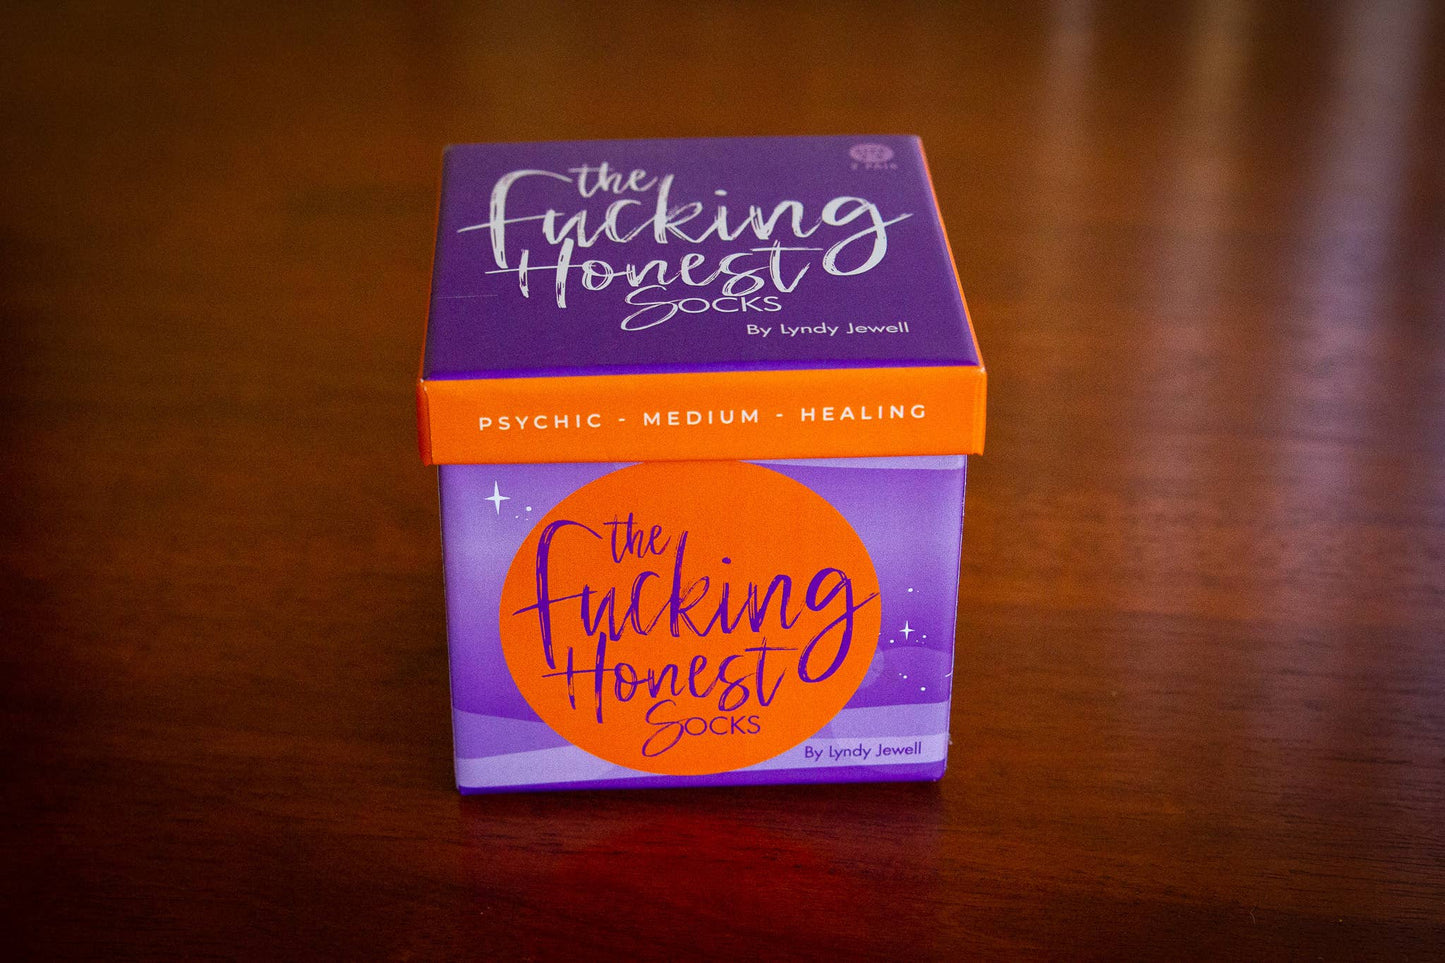 the
Fucking
Honest
SOCKS
By Lyndy Jewell
PSYCHIC - MEDIUM - HEALING
the
Fucking
Honest
SOCKS
By Lyndy Jewell